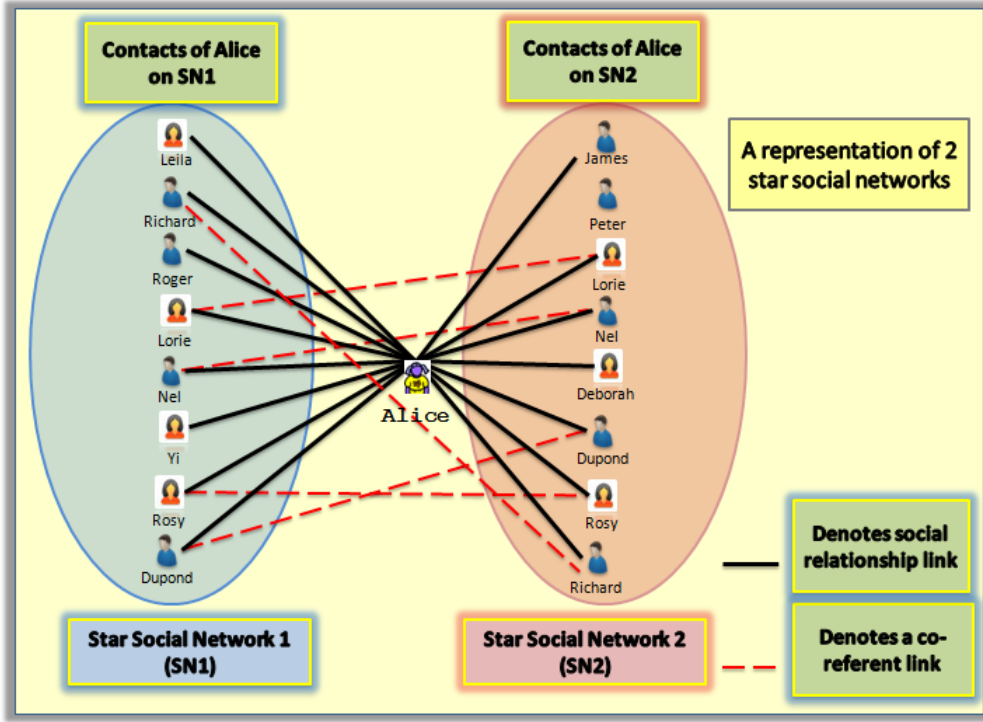 Contacts of Alice
on SN1
Contacts of Alice
on SN2
A representation of 2
star social networks
Leila
Richard
Roger
Lorie
Nel
Yi
Rosy
Dupond
Alice
James
Peter
Lorie
Nel
Deborah
Dupond
Rosy
Richard
Denotes social
relationship link
Denotes a co-
referent link
Star Social Network 1
(SN1)
Star Social Network 2
(SN2)